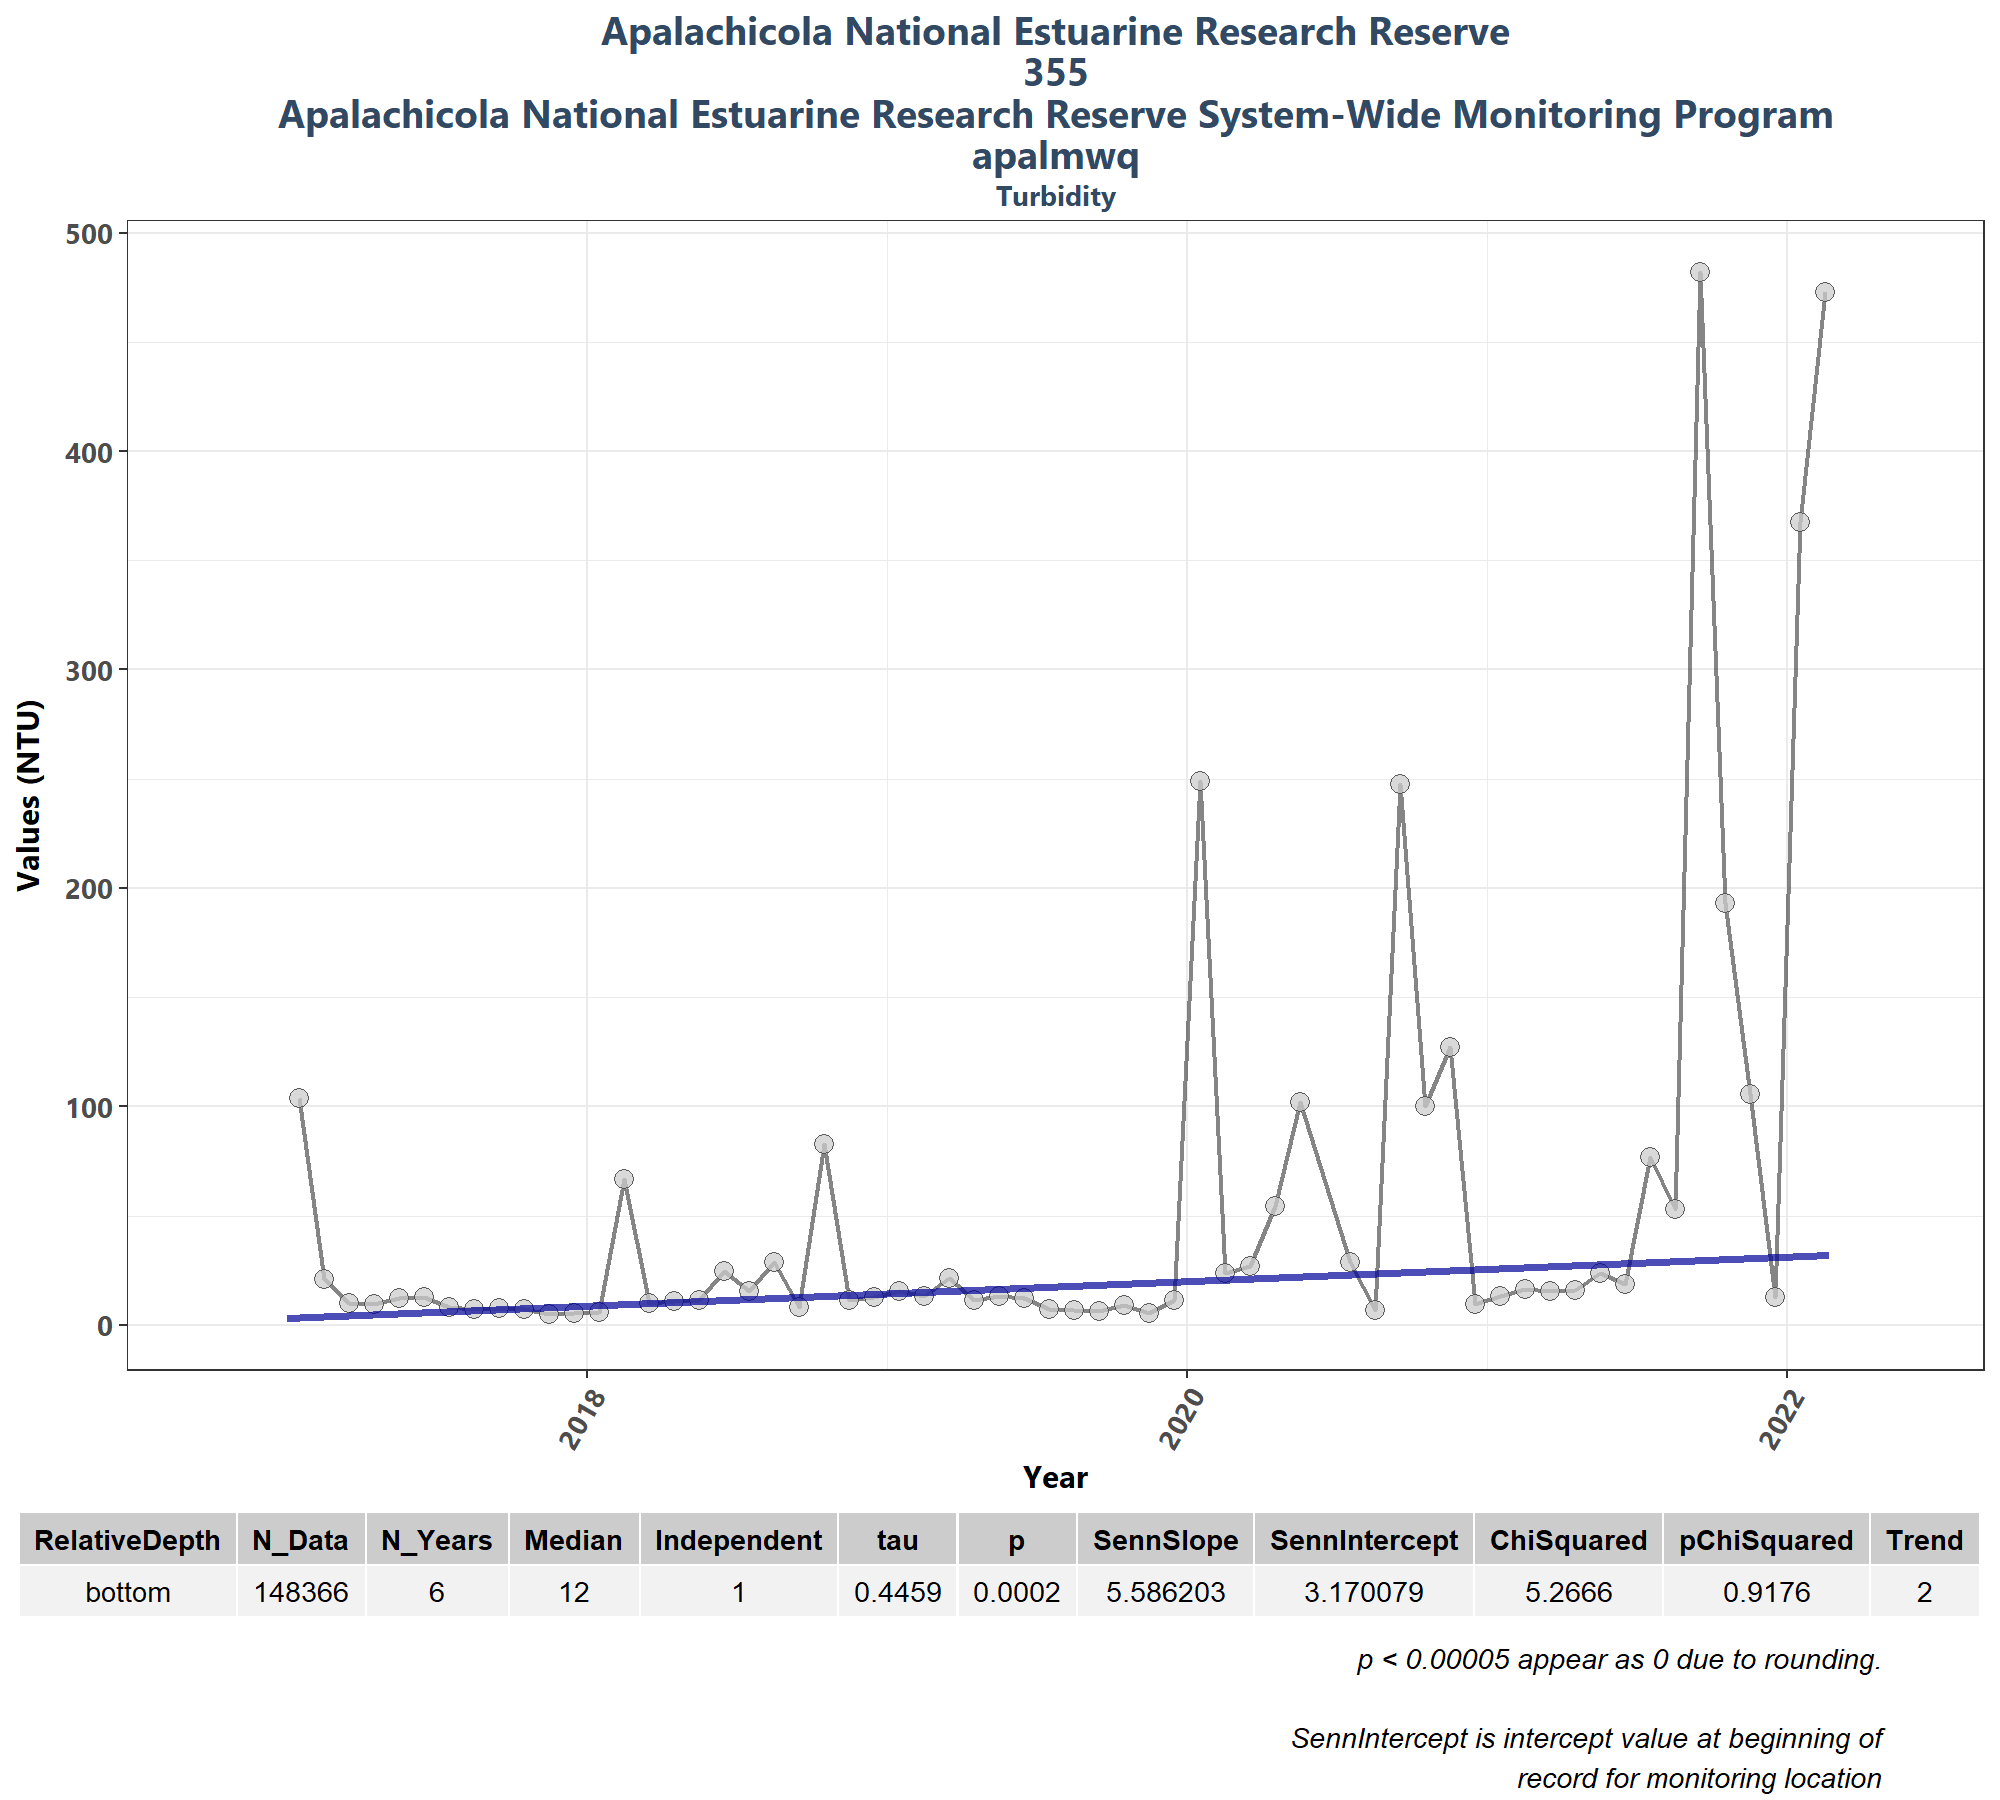 Apalachicola National Estuarine Research Reserve
355
Apalachicola National Estuarine Research Reserve System-Wide Monitoring Program
apalmwq
Turbidity
500
400
300
200
100
0
Values (NTU)
2018
2020
2022
Year
RelativeDepth N_Data N_Years Median Independent tau p SennSlope SennIntercept ChiSquared pChiSquared Trend
bottom 148366 6 12 1 0.4459 0.0002 5.586203 3.170079 5.2666 0.9176 2
p < 0.00005 appear as 0 due to rounding.
SennIntercept is intercept value at beginning of
record for monitoring location